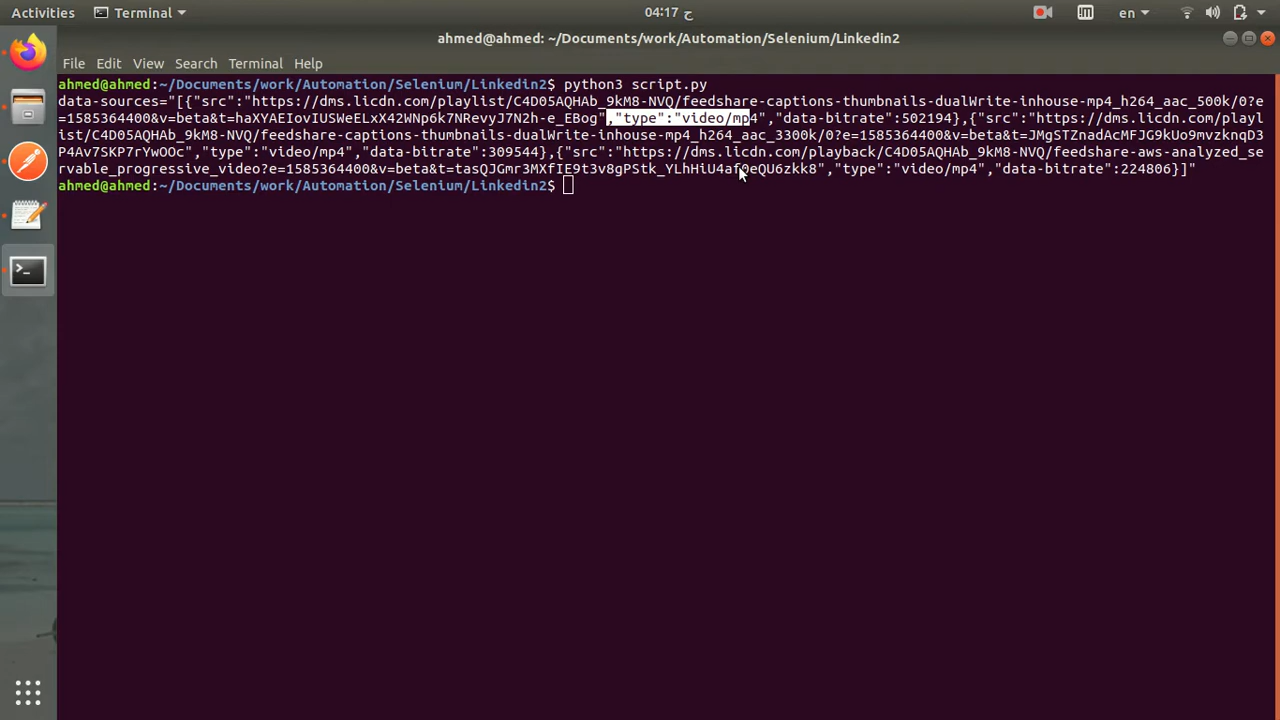 Activities Terminal 04:17 ح en
ahmed@ahmed: ~/Documents/work/Automation/Selenium/Linkedin2
File Edit View Search Terminal Help
ahmed@ahmed:~/Documents/work/Automation/Selenium/Linkedin2$ python3 script.py
data-sources="[{"src":"https://dms.licdn.com/playlist/C4D05AQHAb_9kM8-NVQ/feedshare-captions-thumbnails-dualWrite-inhouse-mp4_h264_aac_500k/0?e
=1585364400&v=beta&t=haXYAEIovIUSWeELxX42WNp6k7NRevyJ7N2h-e_EBog","type":"video/mp4","data-bitrate":502194},{"src":"https://dms.licdn.com/playl
ist/C4D05AQHAb_9kM8-NVQ/feedshare-captions-thumbnails-dualWrite-inhouse-mp4_h264_aac_3300k/0?e=1585364400&v=beta&t=JMgSTZnadAcMFJG9kUo9mvzknqD3
P4Av7SKP7rYwOOc","type":"video/mp4","data-bitrate":309544},{"src":"https://dms.licdn.com/playback/C4D05AQHAb_9kM8-NVQ/feedshare-aws-analyzed_se
rvable_progressive_video?e=1585364400&v=beta&t=tasQJGmr3MXfIE9t3v8gPStk_YLhHiU4af0eQU6zkk8","type":"video/mp4","data-bitrate":224806}]"
ahmed@ahmed:~/Documents/work/Automation/Selenium/Linkedin2$